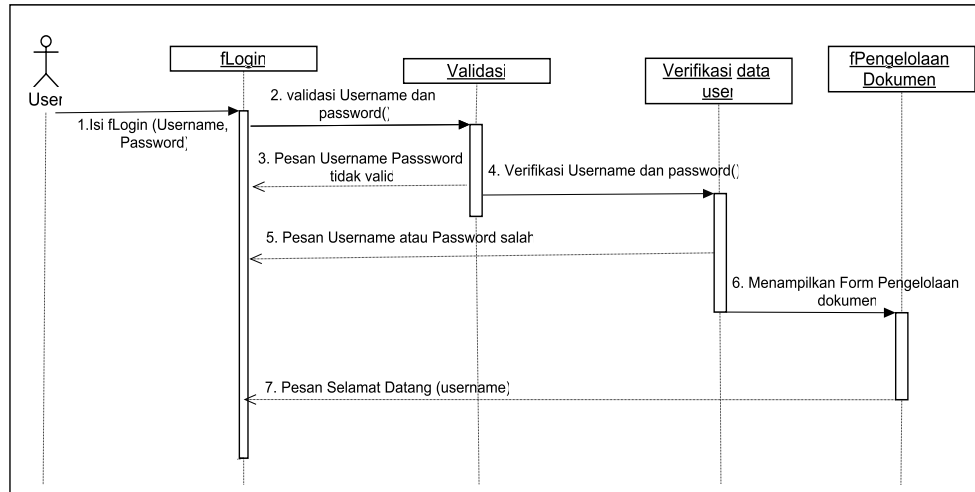 fLogin
Validasi
Verifikasi data
user
fPengelolaan
Dokumen
User
1.Isi fLogin (Username,
Password)
2. validasi Username dan
password()
3. Pesan Username Passsword
tidak valid
4. Verifikasi Username dan password()
5. Pesan Username atau Password salah
6. Menampilkan Form Pengelolaan
dokumen
7. Pesan Selamat Datang (username)